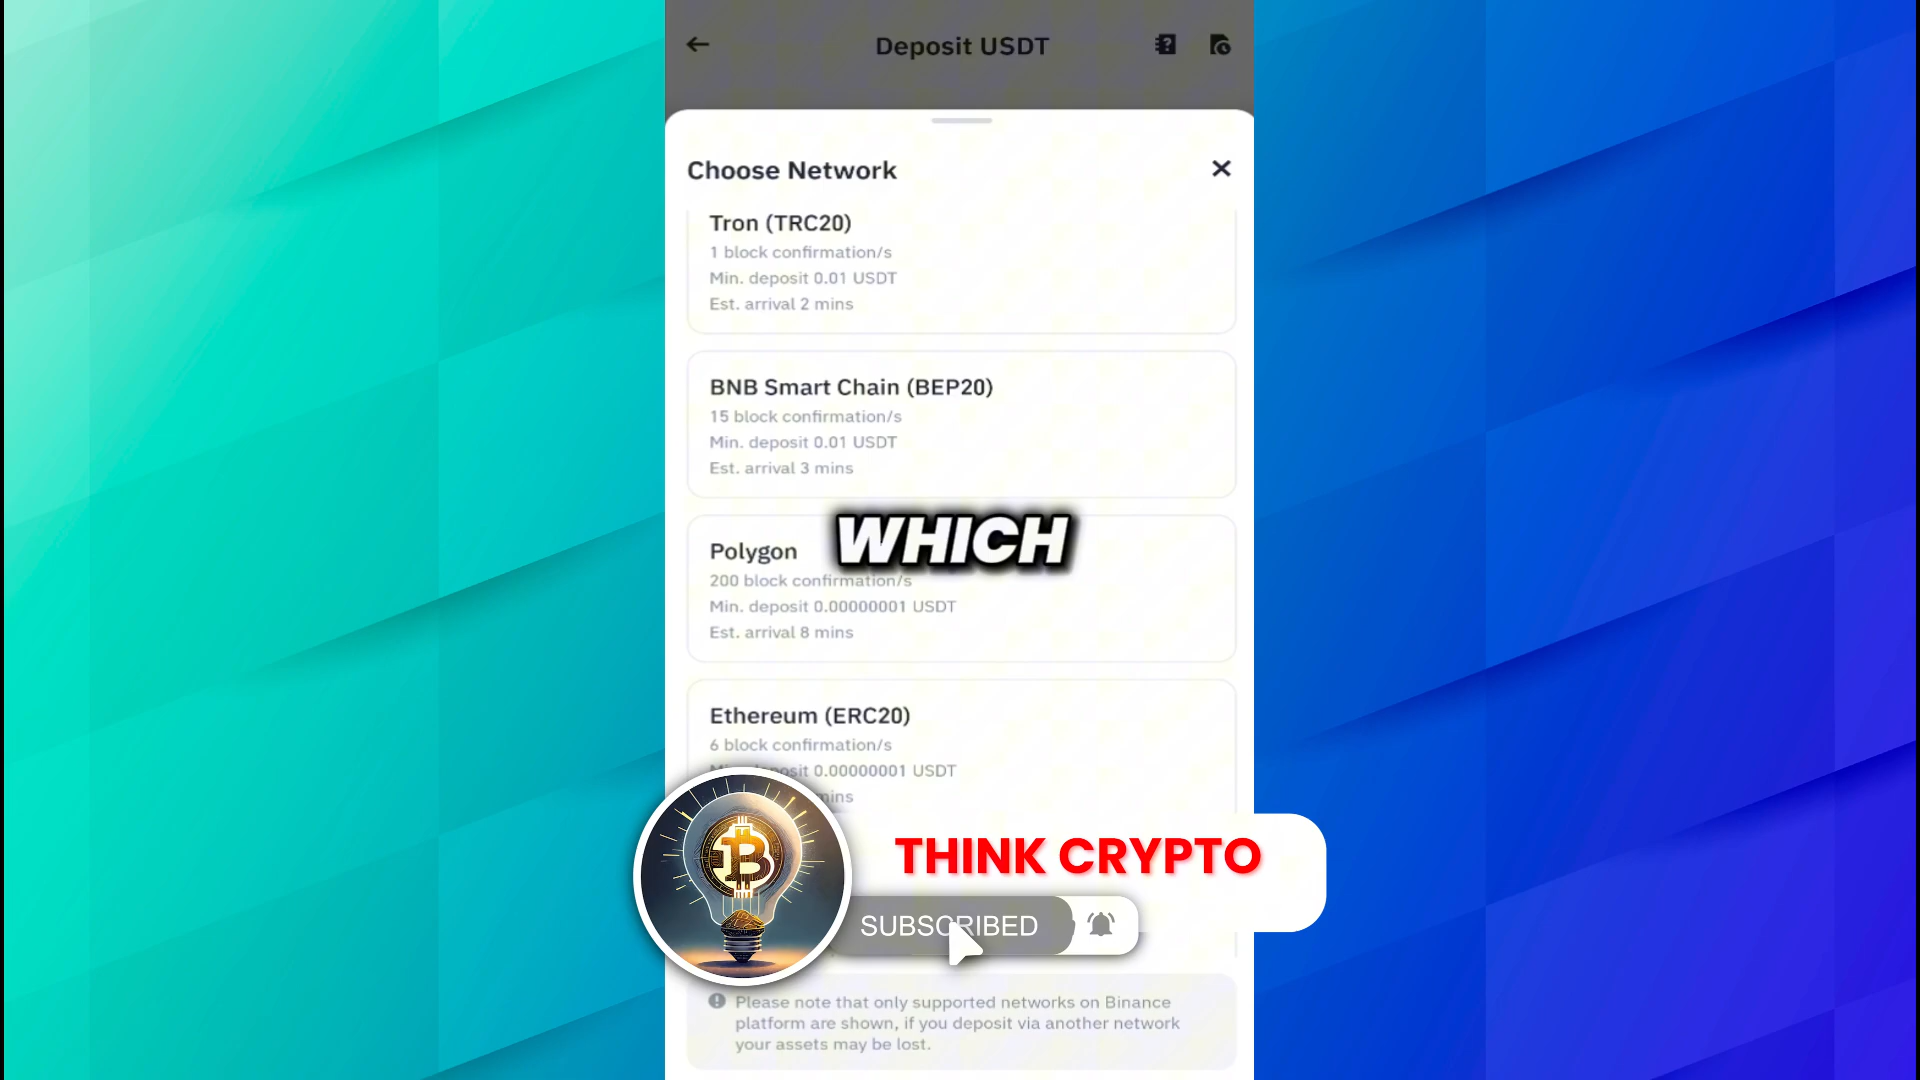 Deposit USDT
Choose Network
Tron (TRC20)
1 block confirmation/s
Min. deposit 0.01 USDT
Est. arrival 2 mins
BNB Smart Chain (BEP20)
15 block confirmation/s
Min. deposit 0.01 USDT
Est. arrival 3 mins
WHICH
Polygon
200 block confirmation/s
Min. deposit 0.00000001 USDT
Est. arrival 8 mins
Ethereum (ERC20)
6 block confirmation/s
0.00000001 USDT
mins
THINK CRYPTO
SUBSCRIBED
Please note that only supported networks on Binance
platform are shown, if you deposit via another network
your assets may be lost.